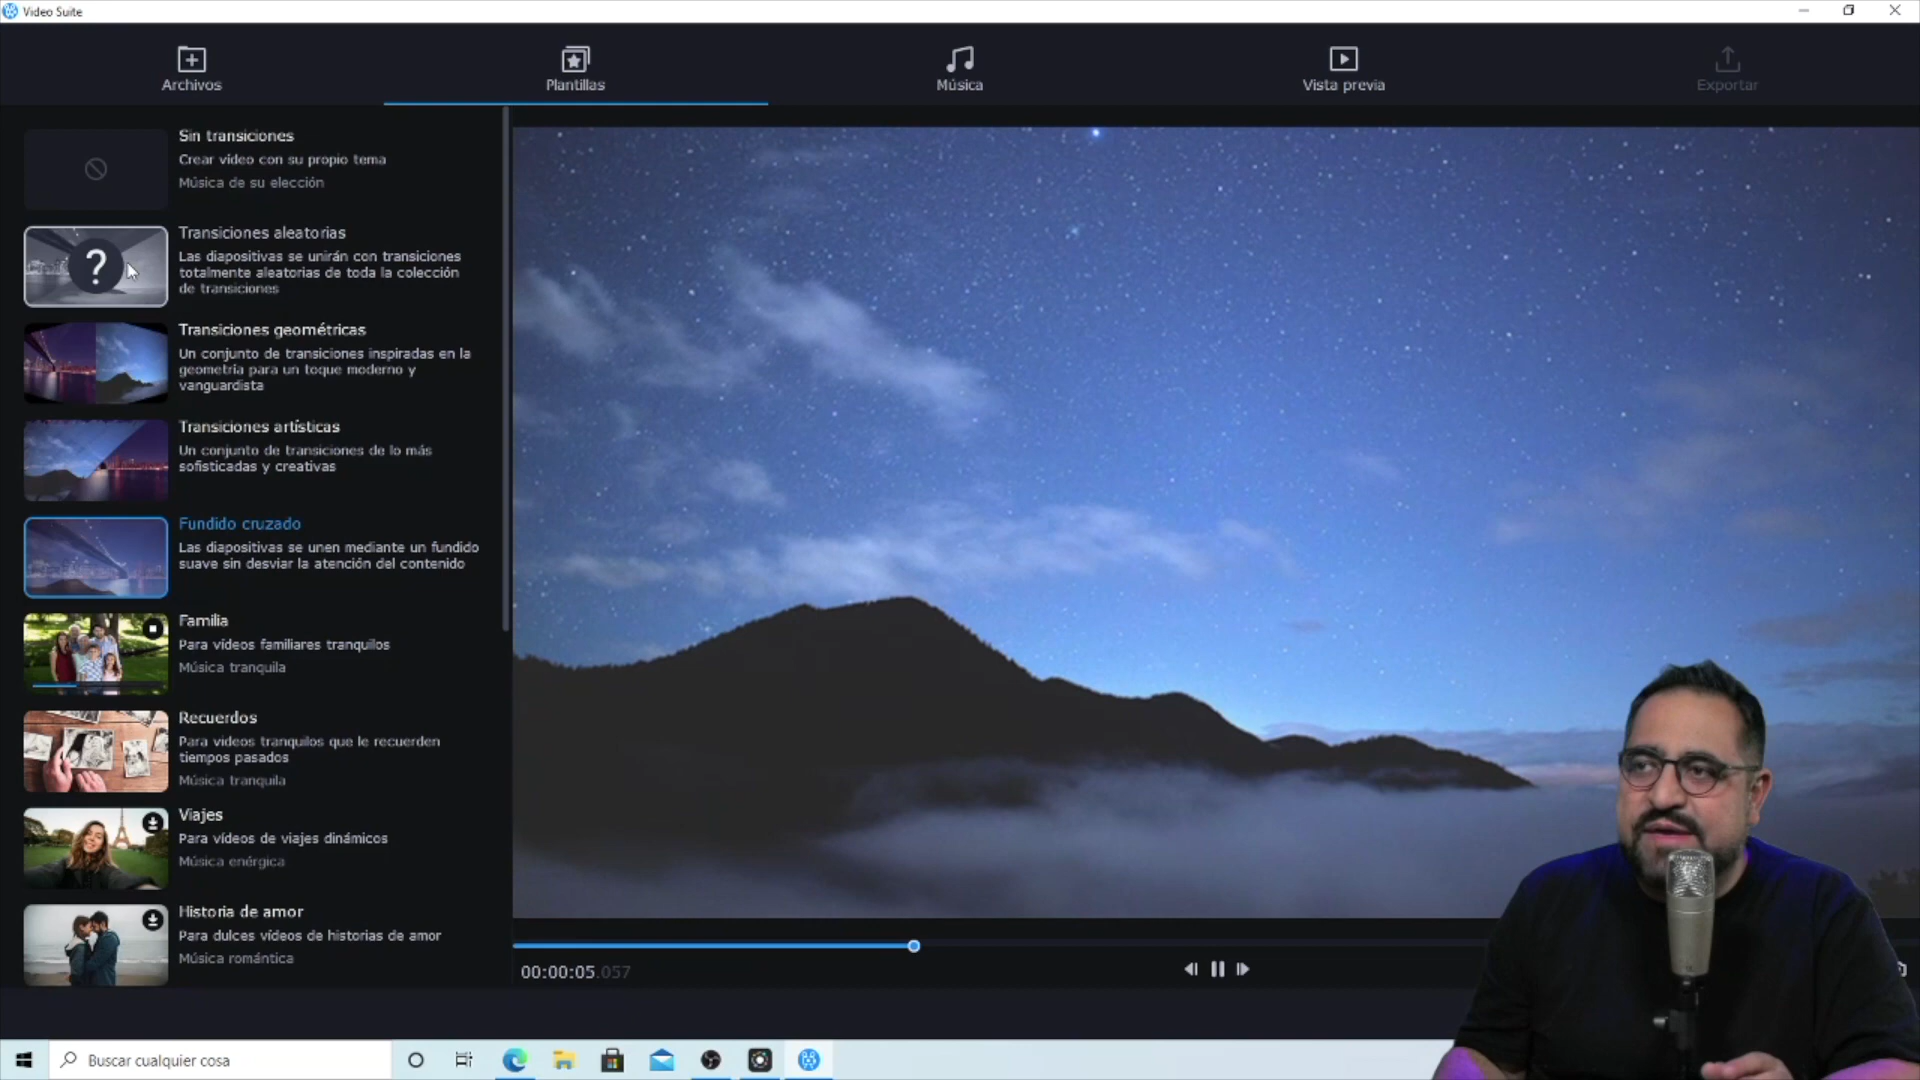 Video Suite
Archivos
Plantillas
Música
Vista previa
Exportar
Sin transiciones
Crear vídeo con su propio tema
Música de su elección
?
Transiciones aleatorias
Las diapositivas se unirán con transiciones
totalmente aleatorias de toda la colección
de transiciones
Transiciones geométricas
Un conjunto de transiciones inspiradas en la
geometría para un toque moderno y
vanguardista
Transiciones artísticas
Un conjunto de transiciones de lo más
sofisticadas y creativas
Fundido cruzado
Las diapositivas se unen mediante un fundido
suave sin desviar la atención del contenido
Familia
Para vídeos familiares tranquilos
Música tranquila
Recuerdos
Para vídeos tranquilos que le recuerden
tiempos pasados
Música tranquila
Viajes
Para vídeos de viajes dinámicos
Música enérgica
Historia de amor
Para dulces vídeos de historias de amor
Música romántica
00:00:05.057
Buscar cualquier cosa